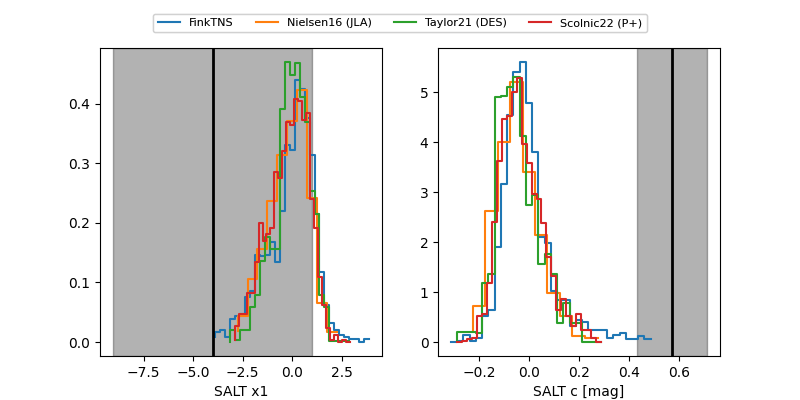 FinkTNS Nielsen16 (JLA) Taylor21 (DES) Scolnic22 (P+)
0.4
0.3
0.2
0.1
0.0
−7.5 −5.0 −2.5 0.0 2.5
SALT x1
5
4
3
2
1
0
−0.2 0.0 0.2 0.4 0.6
SALT c [mag]